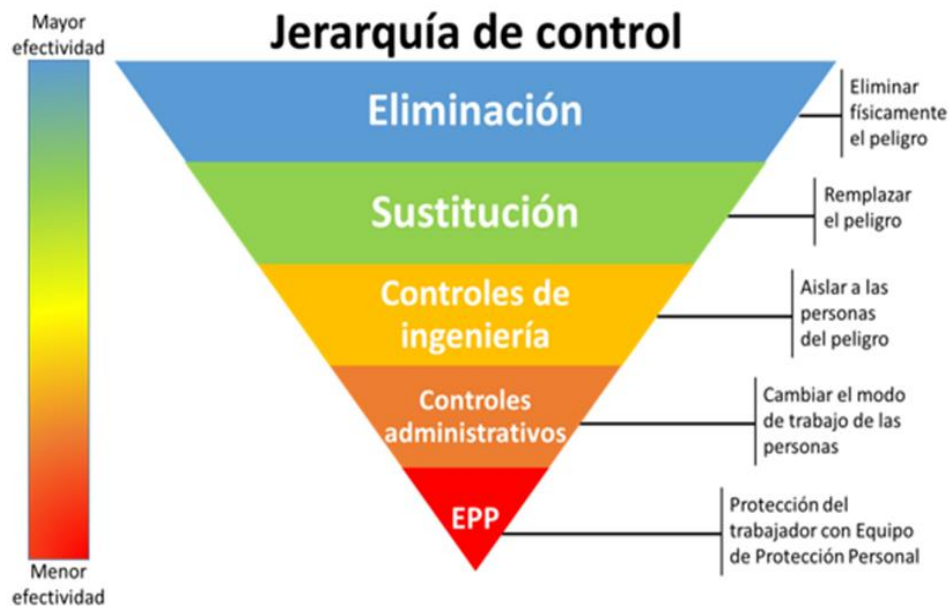 Mayor
efectividad
Jerarquía de control
Eliminación
Eliminar
físicamente
el peligro
Sustitución
Remplazar
el peligro
Controles de
ingeniería
Aislar a las
personas
del peligro
Controles
administrativos
Cambiar el modo
de trabajo de las
personas
EPP
Protección del
trabajador con Equipo
de Protección Personal
Menor
efectividad